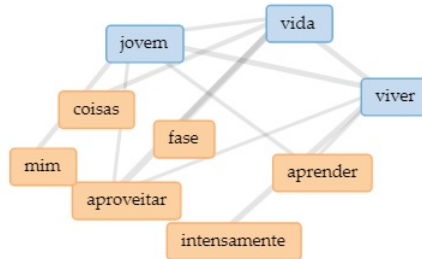 vida
jovem
viver
coisas
fase
mim
aprender
aproveitar
intensamente